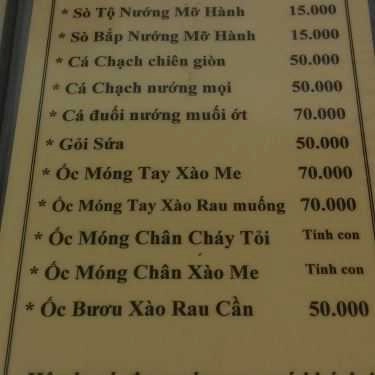 * Sò Tộ Nướng Mỡ Hành 15.000
* Sò Bắp Nướng Mỡ Hành 15.000
* Cá Chạch chiên giòn 50.000
* Cá Chạch nướng mọi 50.000
* Cá đuối nướng muối ớt 70.000
* Gỏi Sứa 50.000
* Ốc Móng Tay Xào Me 70.000
* Ốc Móng Tay Xào Rau muống 70.000
* Ốc Móng Chân Cháy Tỏi Tính con
* Ốc Móng Chân Xào Me Tính con
* Ốc Bươu Xào Rau Cần 50.000